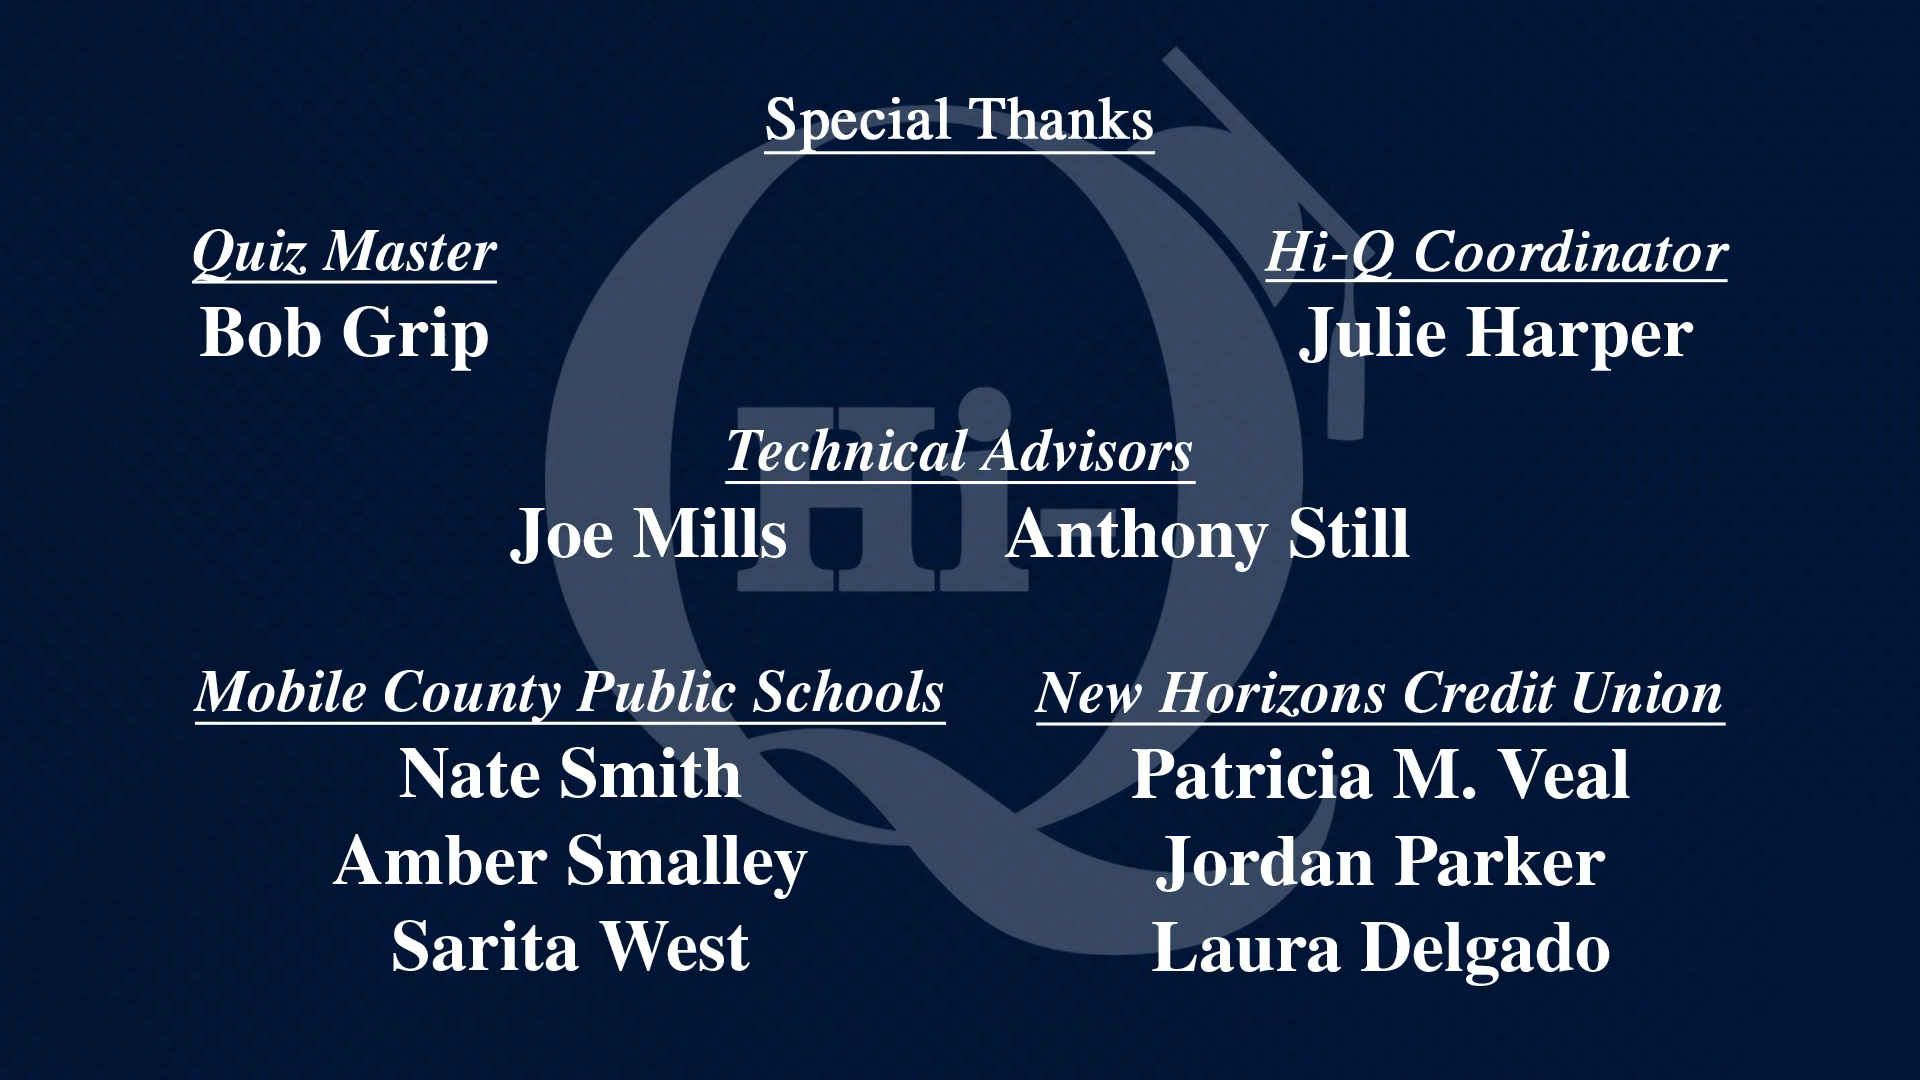 Special Thanks
Quiz Master
Bob Grip
Hi-Q Coordinator
Julie Harper
Technical Advisors
Joe Mills Anthony Still
Mobile County Public Schools
Nate Smith
Amber Smalley
Sarita West
New Horizons Credit Union
Patricia M. Veal
Jordan Parker
Laura Delgado
Hi-Q